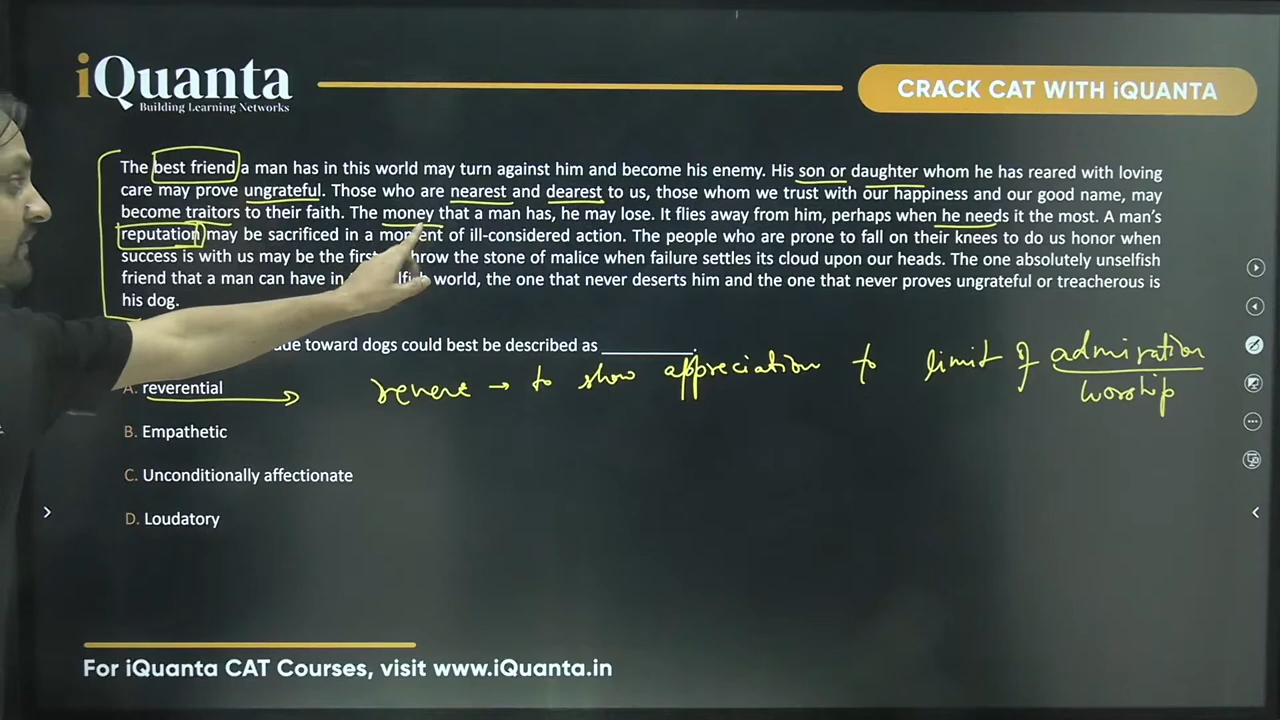 iQuanta
Building Learning Networks
CRACK CAT WITH iQUANTA
The best friend a man has in this world may turn against him and become his enemy. His son or daughter whom he has reared with loving
care may prove ungrateful. Those who are nearest and dearest to us, those whom we trust with our happiness and our good name, may
become traitors to their faith. The money that a man has, he may lose. It flies away from him, perhaps when he needs it the most. A man's
reputation may be sacrificed in a moment of ill-considered action. The people who are prone to fall on their knees to do us honor when
success is with us may be the first throw the stone of malice when failure settles its cloud upon our heads. The one absolutely unselfish
friend that a man can have in world, the one that never deserts him and the one that never proves ungrateful or treacherous is
his dog.
toward dogs could best be described as __________.
A. reverential
revere → to show appreciation to limit of admiration
worship
B. Empathetic
C. Unconditionally affectionate
D. Loudatory
For iQuanta CAT Courses, visit www.iQuanta.in